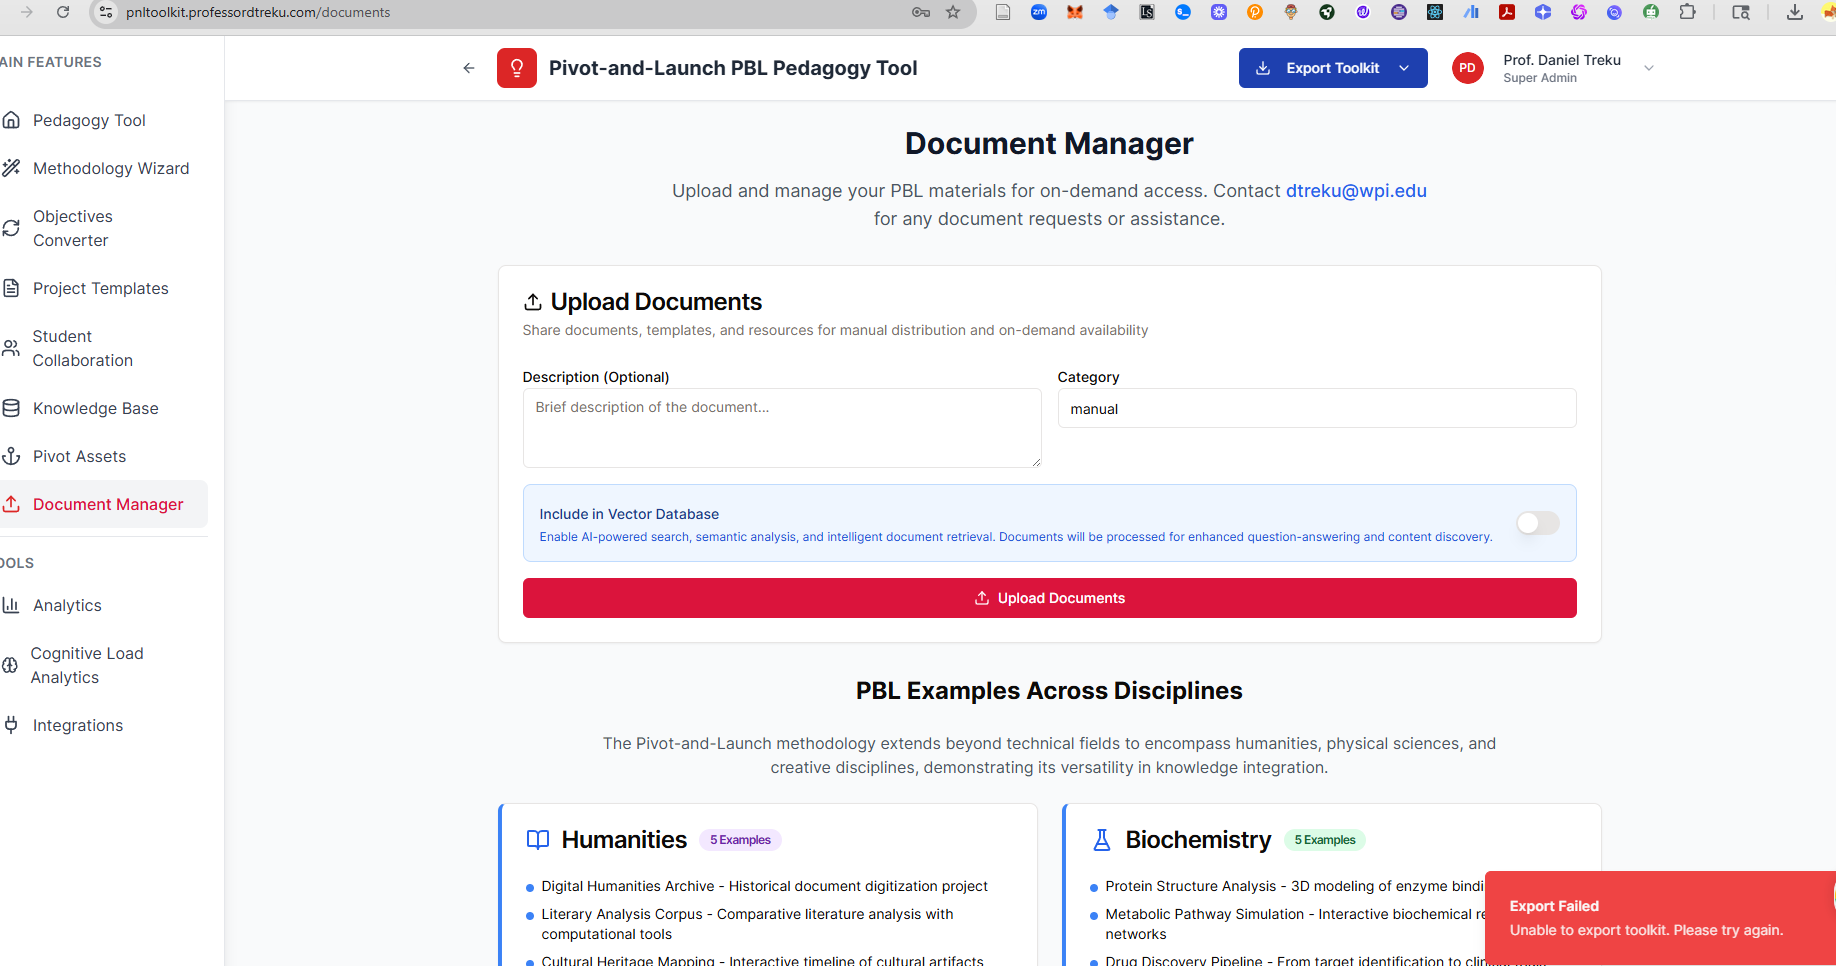 pnltoolkit.professordtreku.com/documents
AIN FEATURES
Pedagogy Tool
Methodology Wizard
Objectives
Converter
Project Templates
Student
Collaboration
Knowledge Base
Pivot Assets
Document Manager
OOLS
Analytics
Cognitive Load
Analytics
Integrations
Pivot-and-Launch PBL Pedagogy Tool
Export Toolkit
PD
Prof. Daniel Treku
Super Admin
Document Manager
Upload and manage your PBL materials for on-demand access. Contact dtreku@wpi.edu
for any document requests or assistance.
Upload Documents
Share documents, templates, and resources for manual distribution and on-demand availability
Description (Optional)
Brief description of the document...
Category
manual
Include in Vector Database
Enable AI-powered search, semantic analysis, and intelligent document retrieval. Documents will be processed for enhanced question-answering and content discovery.
Upload Documents
PBL Examples Across Disciplines
The Pivot-and-Launch methodology extends beyond technical fields to encompass humanities, physical sciences, and
creative disciplines, demonstrating its versatility in knowledge integration.
Humanities
5 Examples
Digital Humanities Archive - Historical document digitization project
Literary Analysis Corpus - Comparative literature analysis with
computational tools
Cultural Heritage Mapping - Interactive timeline of cultural artifacts
Biochemistry
5 Examples
Protein Structure Analysis - 3D modeling of enzyme bindi
Metabolic Pathway Simulation - Interactive biochemical re
networks
Drug Discovery Pipeline - From target identification to
Export Failed
Unable to export toolkit. Please try again.